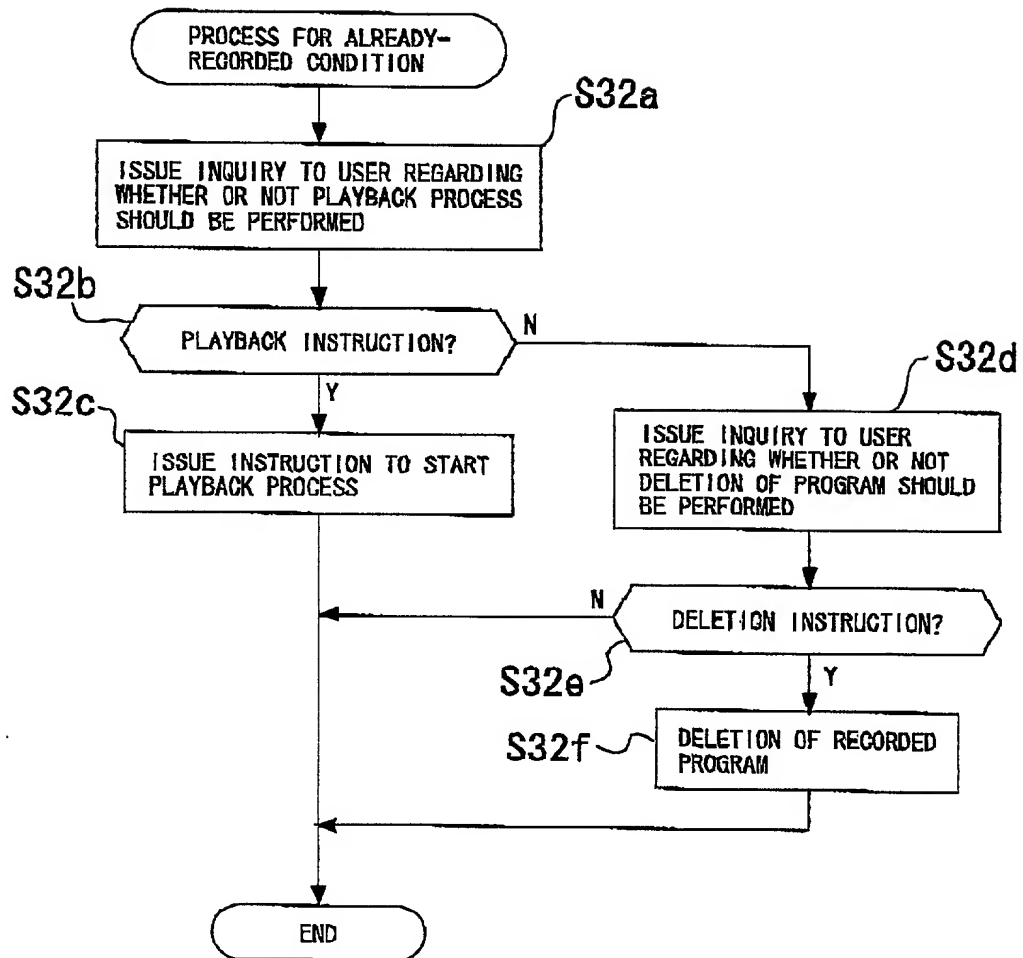 PROCESS FOR ALREADY-
RECORDED CONDITION
S32a
ISSUE INQUIRY TO USER REGARDING
WHETHER OR NOT PLAYBACK PROCESS
SHOULD BE PERFORMED
S32b
PLAYBACK INSTRUCTION?
N
Y
S32d
S32c
ISSUE INSTRUCTION TO START
PLAYBACK PROCESS
ISSUE INQUIRY TO USER
REGARDING WHETHER OR NOT
DELETION OF PROGRAM SHOULD
BE PERFORMED
N
DELETION INSTRUCTION?
S32e
Y
S32f
DELETION OF RECORDED
PROGRAM
END